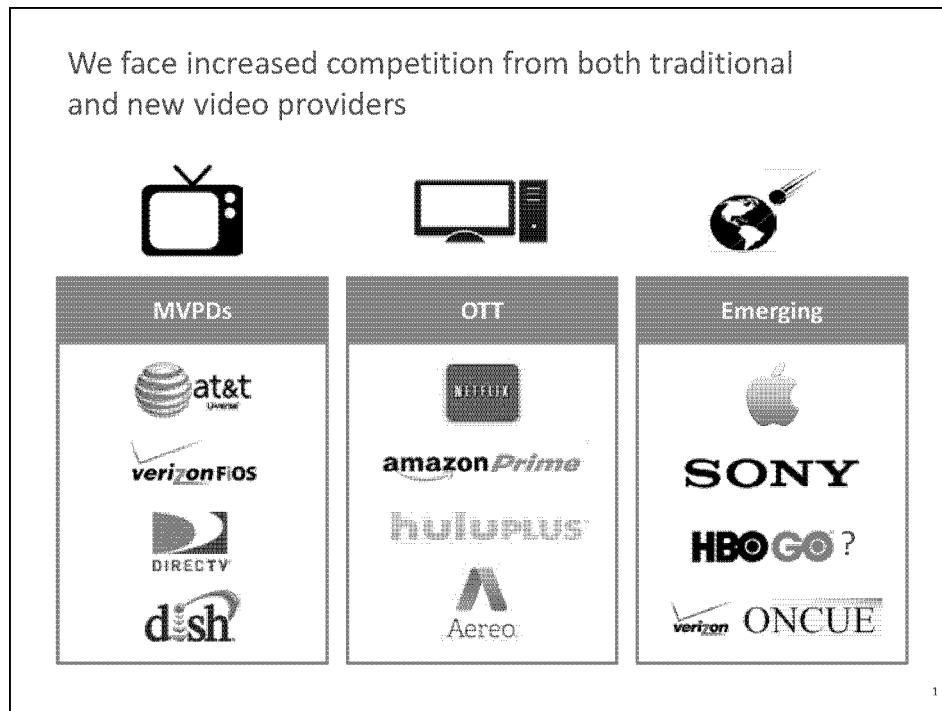 We face increased competition from both traditional
and new video providers
MVPDs
at&t
U-verse
verizon FiOS
DIRECTV
dish
OTT
NETFLIX
amazon Prime
huluPLUS
Aereo
Emerging
SONY
HBO GO ?
verizon ONCUE
1